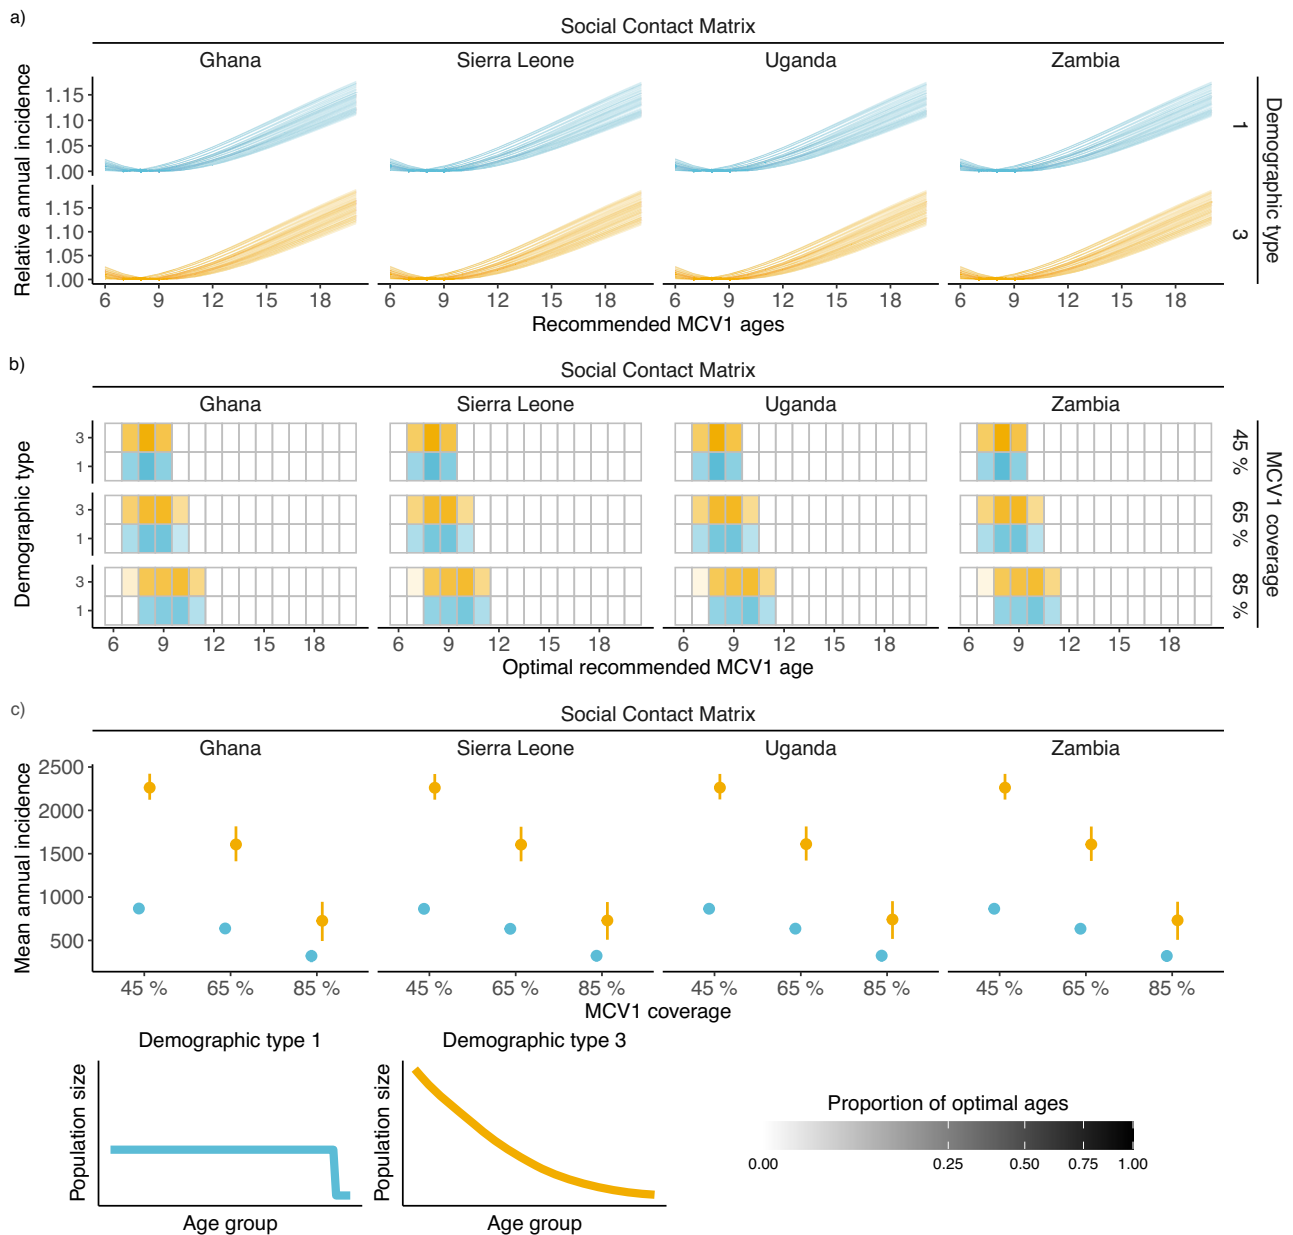 a)
Social Contact Matrix
Ghana Sierra Leone Uganda Zambia
Relative annual incidence
1.15
1.10
1.05
1.00
1
1.15
1.10
1.05
1.00
3
Demographic type
6 9 12 15 18 6 9 12 15 18 6 9 12 15 18 6 9 12 15 18
Recommended MCV1 ages
b)
Social Contact Matrix
Ghana Sierra Leone Uganda Zambia
Demographic type
3
1
45 %
3
1
65 %
3
1
85 %
MCV1 coverage
6 9 12 15 18 6 9 12 15 18 6 9 12 15 18 6 9 12 15 18
Optimal recommended MCV1 age
c)
Social Contact Matrix
Ghana Sierra Leone Uganda Zambia
Mean annual incidence
2500
2000
1500
1000
500
45 % 65 % 85 % 45 % 65 % 85 % 45 % 65 % 85 % 45 % 65 % 85 %
MCV1 coverage
Demographic type 1
Population size
Age group
Demographic type 3
Population size
Age group
Proportion of optimal ages
0.00 0.25 0.50 0.75 1.00